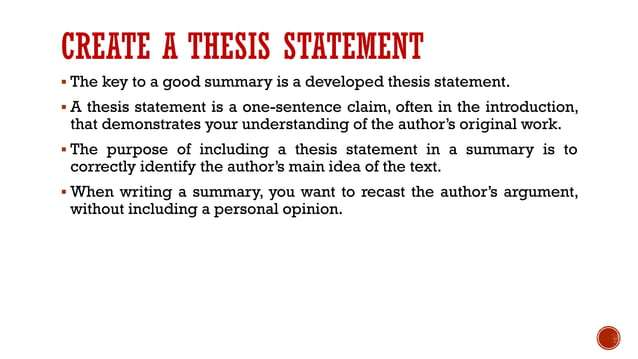 CREATE A THESIS STATEMENT
▪ The key to a good summary is a developed thesis statement.
▪ A thesis statement is a one-sentence claim, often in the introduction,
that demonstrates your understanding of the author's original work.
▪ The purpose of including a thesis statement in a summary is to
correctly identify the author's main idea of the text.
▪ When writing a summary, you want to recast the author's argument,
without including a personal opinion.